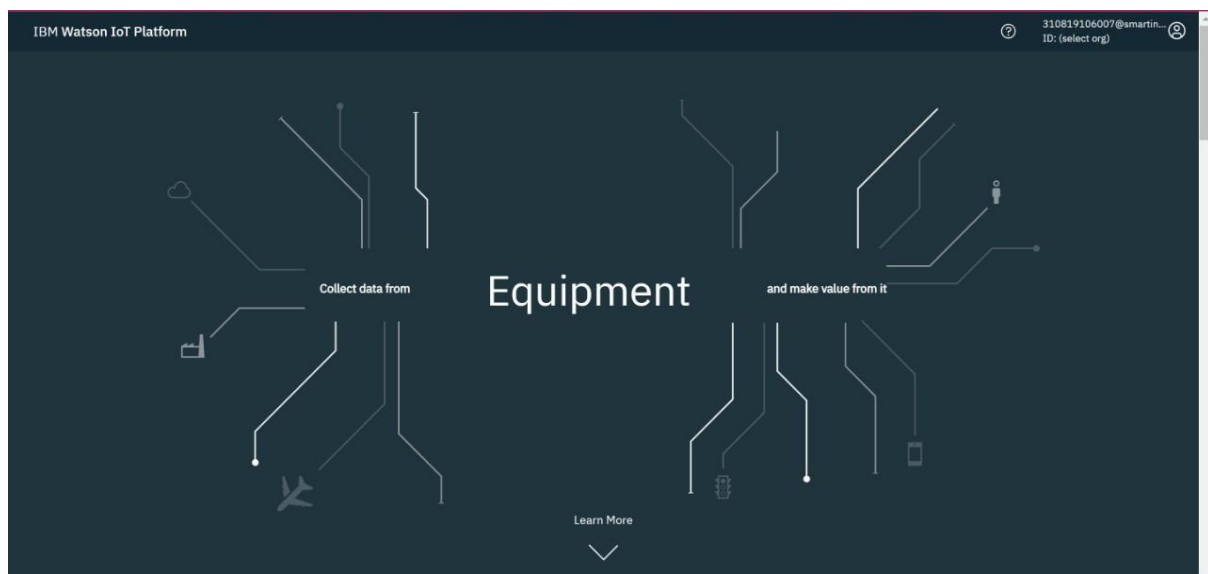 IBM Watson IoT Platform
310819106007@smartin...
ID: (select org)
Collect data from
Equipment
and make value from it
Learn More